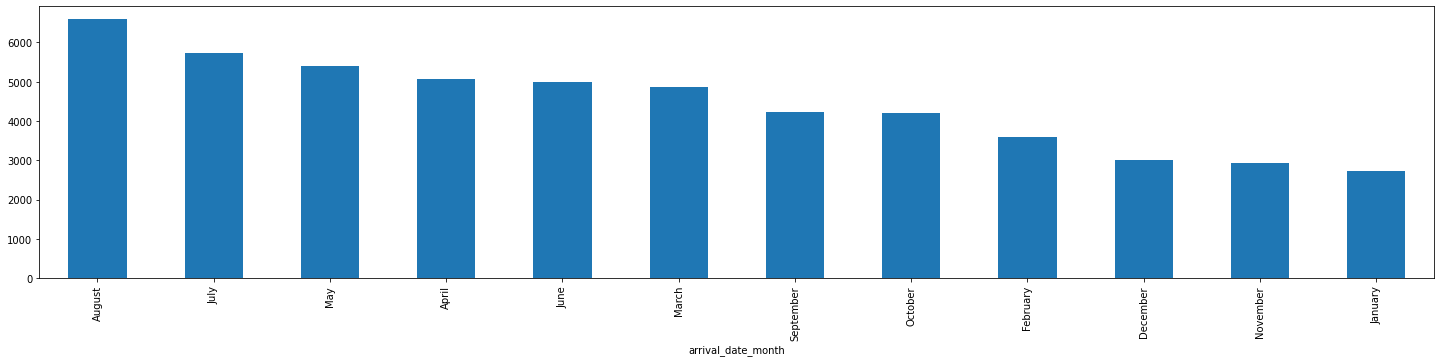 6000
5000
4000
3000
2000
1000
0
August
July
May
April
June
March
September
October
February
December
November
January
arrival_date_month